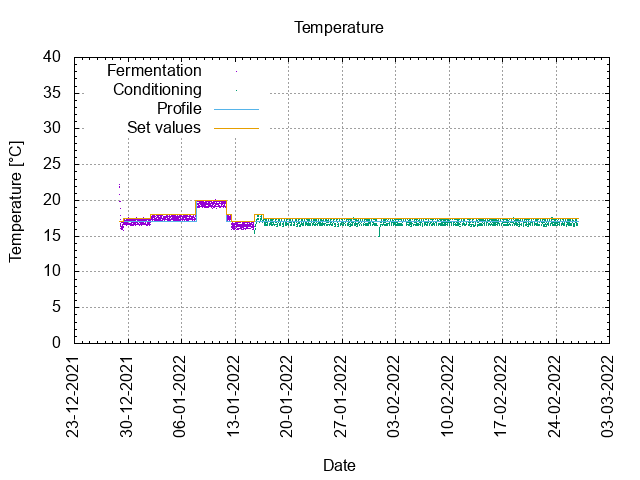 Temperature
40
35
30
25
20
15
10
5
0
Temperature [°C]
Fermentation
Conditioning
Profile
Set values
23-12-2021
30-12-2021
06-01-2022
13-01-2022
20-01-2022
27-01-2022
03-02-2022
10-02-2022
17-02-2022
24-02-2022
03-03-2022
Date